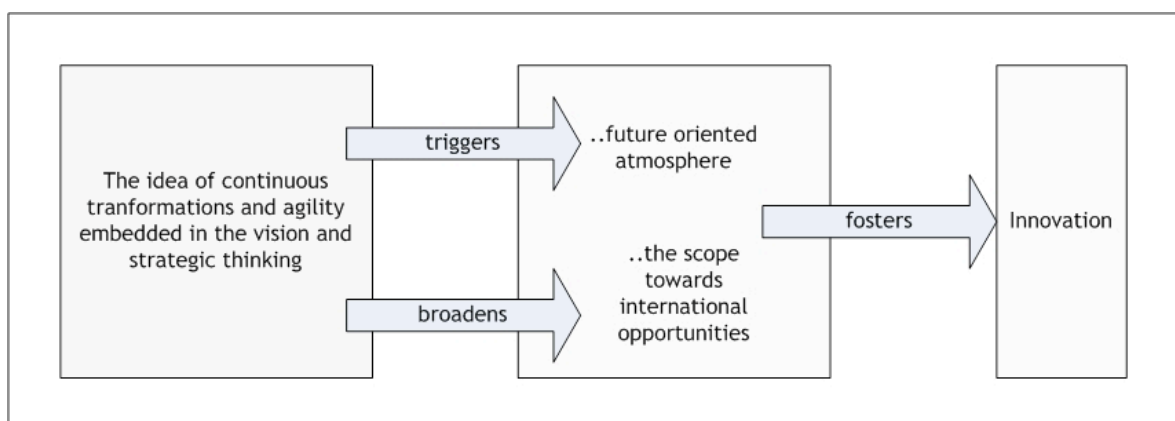 The idea of continuous
tranformations and agility
embedded in the vision and
strategic thinking
triggers
broadens
..future oriented
atmosphere
..the scope
towards
international
opportunities
fosters
Innovation